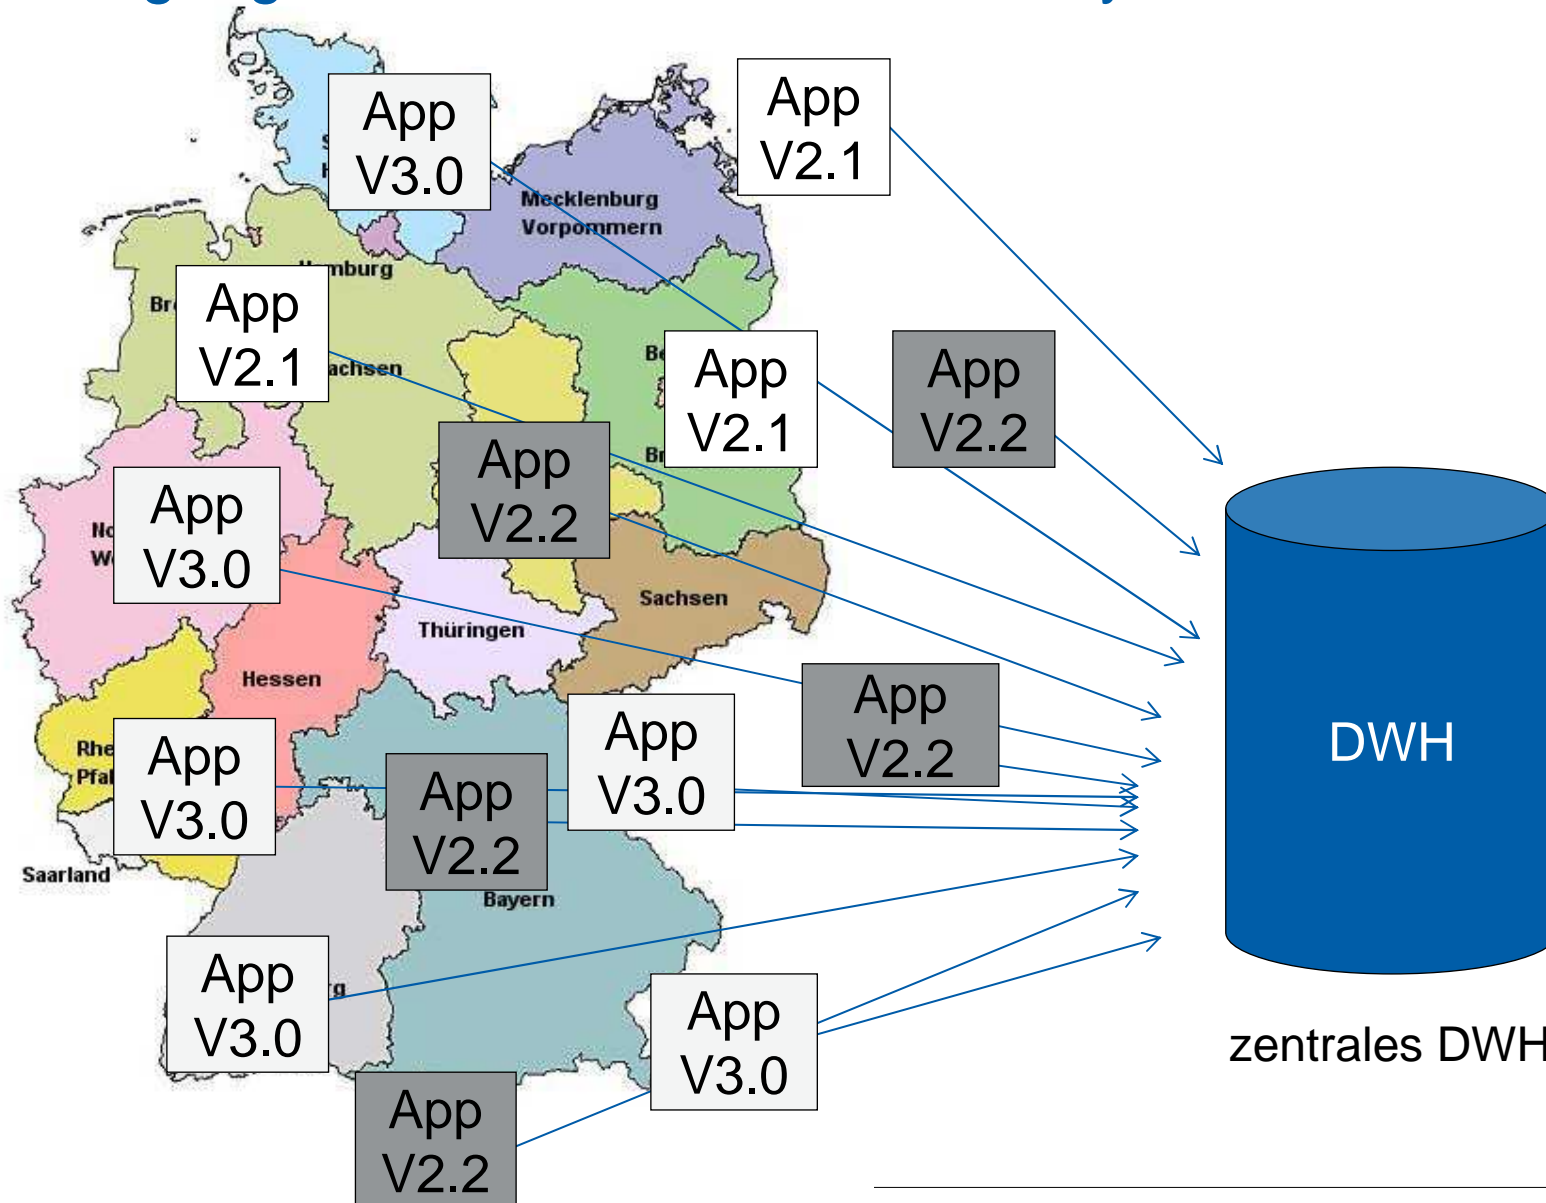 App
V3.0
App
V2.1
Mecklenburg
Vorpommern
App
V2.1
App
V2.1
App
V2.2
App
V2.2
App
V3.0
Sachsen
Thüringen
Hessen
App
V2.2
App
V3.0
App
V3.0
App
V2.2
DWH
Saarland
Bayern
App
V3.0
App
V3.0
zentrales DWH
App
V2.2